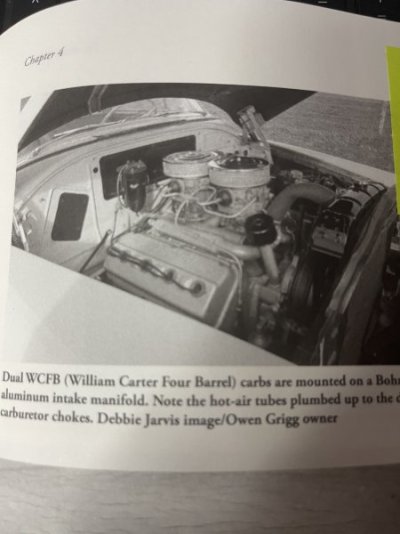 Chapter 4
Dual WCFB (William Carter Four Barrel) carbs are mounted on a
aluminum intake manifold. Note the hot-air tubes plumbed up to the
carburetor chokes. Debbie Jarvis image/Owen Grigg owner